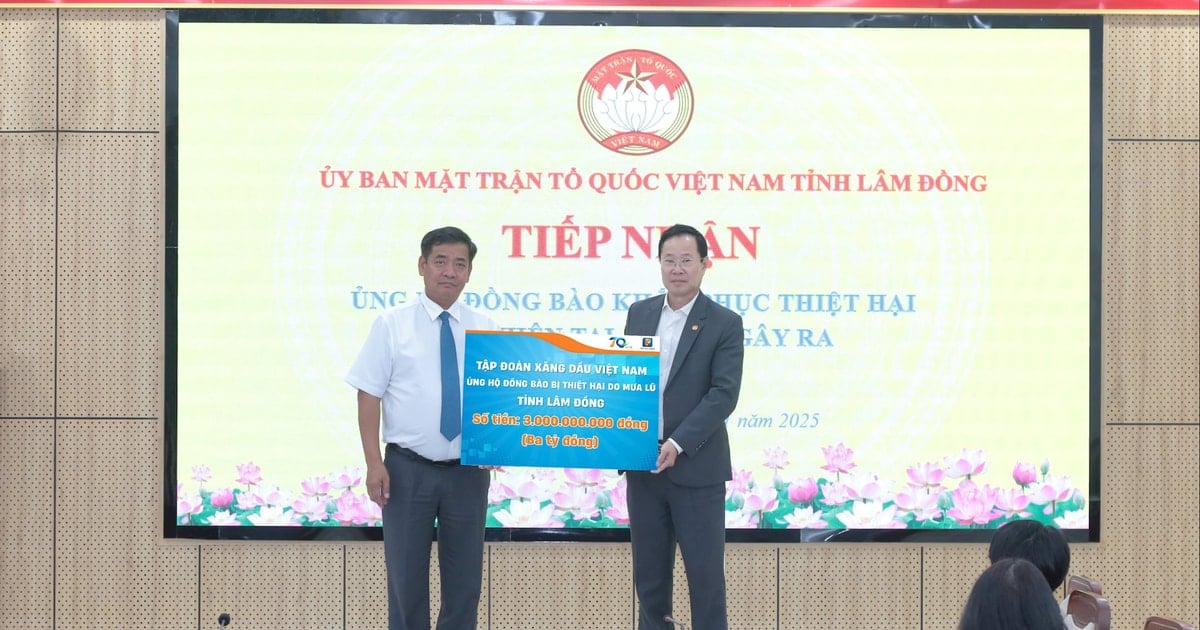 MẶT TRẬN TỔ QUỐC
VIỆT NAM
ỦY BAN MẶT TRẬN TỔ QUỐC VIỆT NAM TỈNH LÂM ĐỒNG
TIẾP NHẬN
ỦNG ĐỒNG BÀO THIỆT HẠI
GÂY RA
năm 2025
70
TẬP ĐOÀN XĂNG DẦU VIỆT NAM
ỦNG HỘ ĐỒNG BÀO BỊ THIỆT HẠI DO MƯA LŨ
TỈNH LÂM ĐỒNG
Số tiền: 3.000.000.000 đồng
(Ba tỷ đồng)